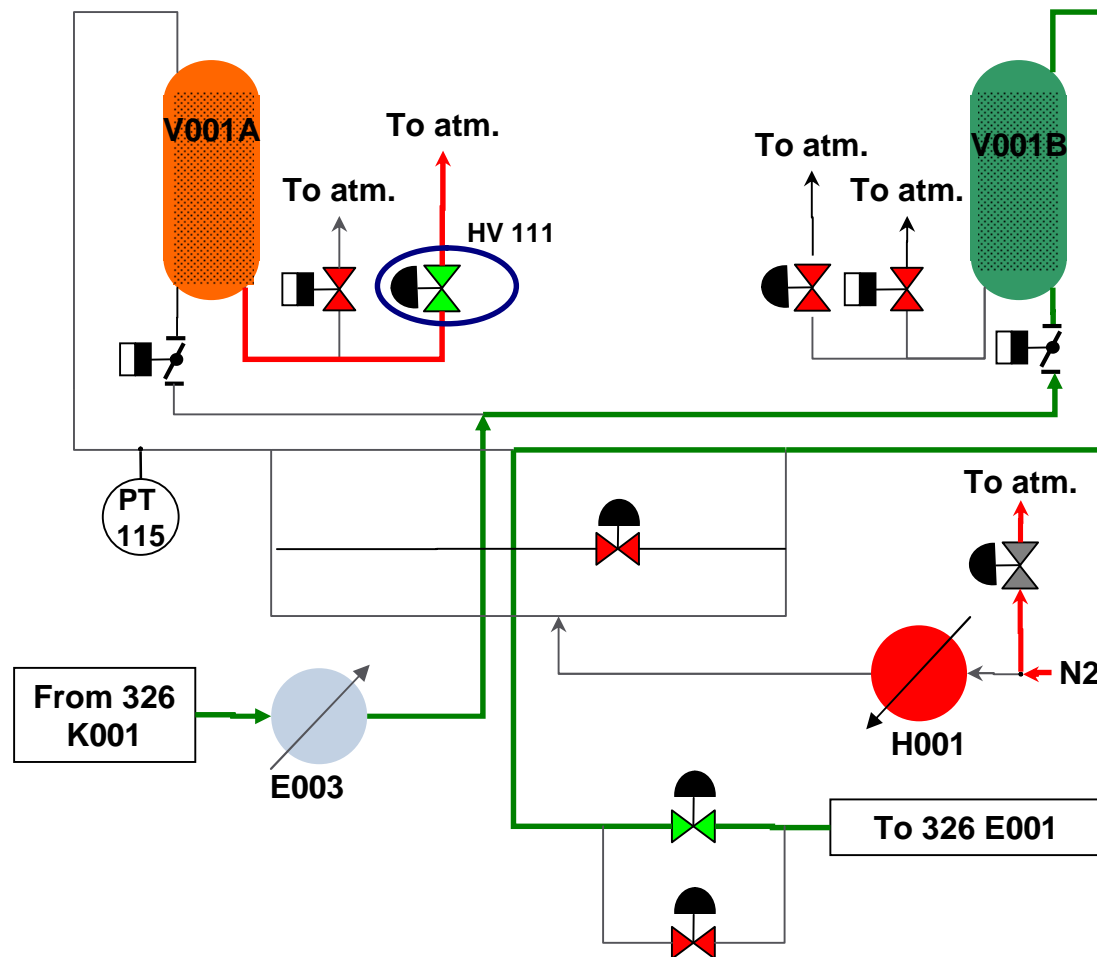 To atm.
To atm.
V001A
V001B
To atm.
To atm.
HV 111
To atm.
PT
115
From 326
K001
N2
H001
E003
To 326 E001